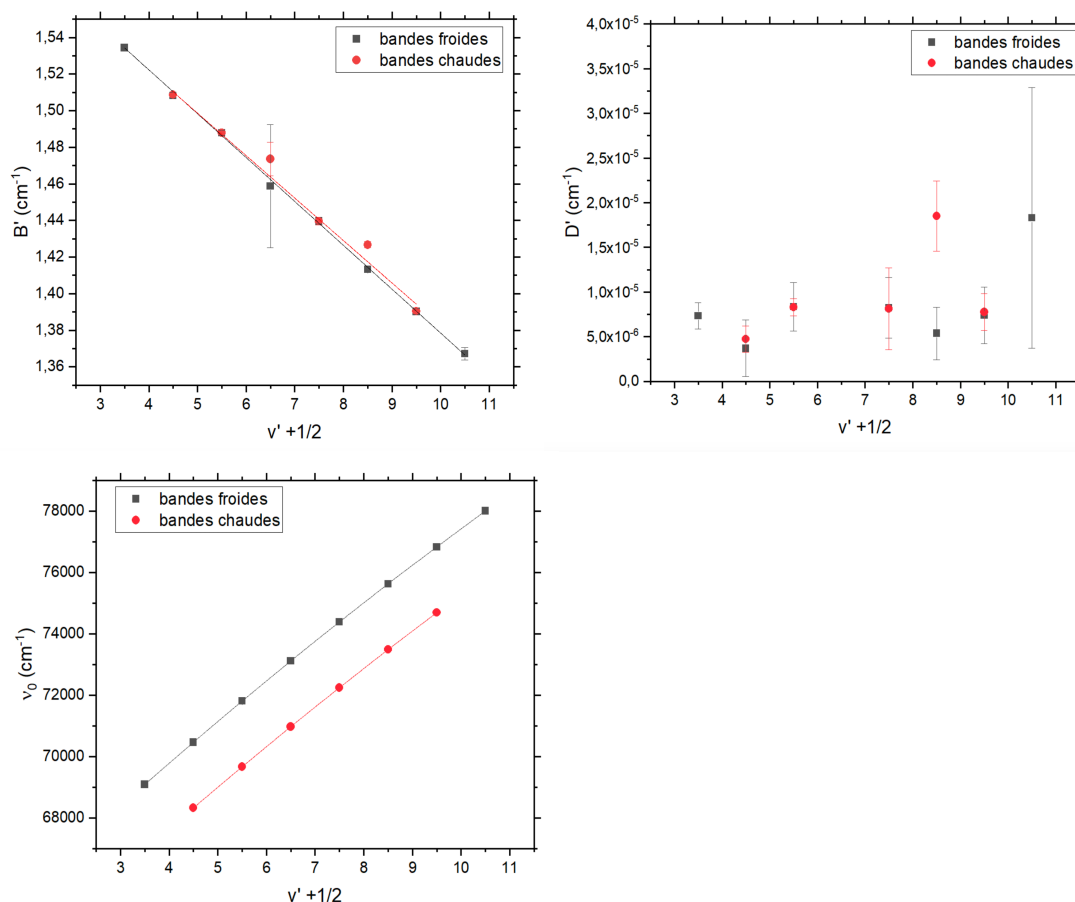 1,54
1,52
1,50
1,48
1,46
1,44
1,42
1,40
1,38
1,36
B' (cm⁻¹)
3 4 5 6 7 8 9 10 11
v' +1/2
bandes froides
bandes chaudes
4,0x10⁻⁵
3,5x10⁻⁵
3,0x10⁻⁵
2,5x10⁻⁵
2,0x10⁻⁵
1,5x10⁻⁵
1,0x10⁻⁵
5,0x10⁻⁶
0,0
D' (cm⁻¹)
3 4 5 6 7 8 9 10 11
v' +1/2
bandes froides
bandes chaudes
78000
76000
74000
72000
70000
68000
ν₀ (cm⁻¹)
3 4 5 6 7 8 9 10 11
v' +1/2
bandes froides
bandes chaudes